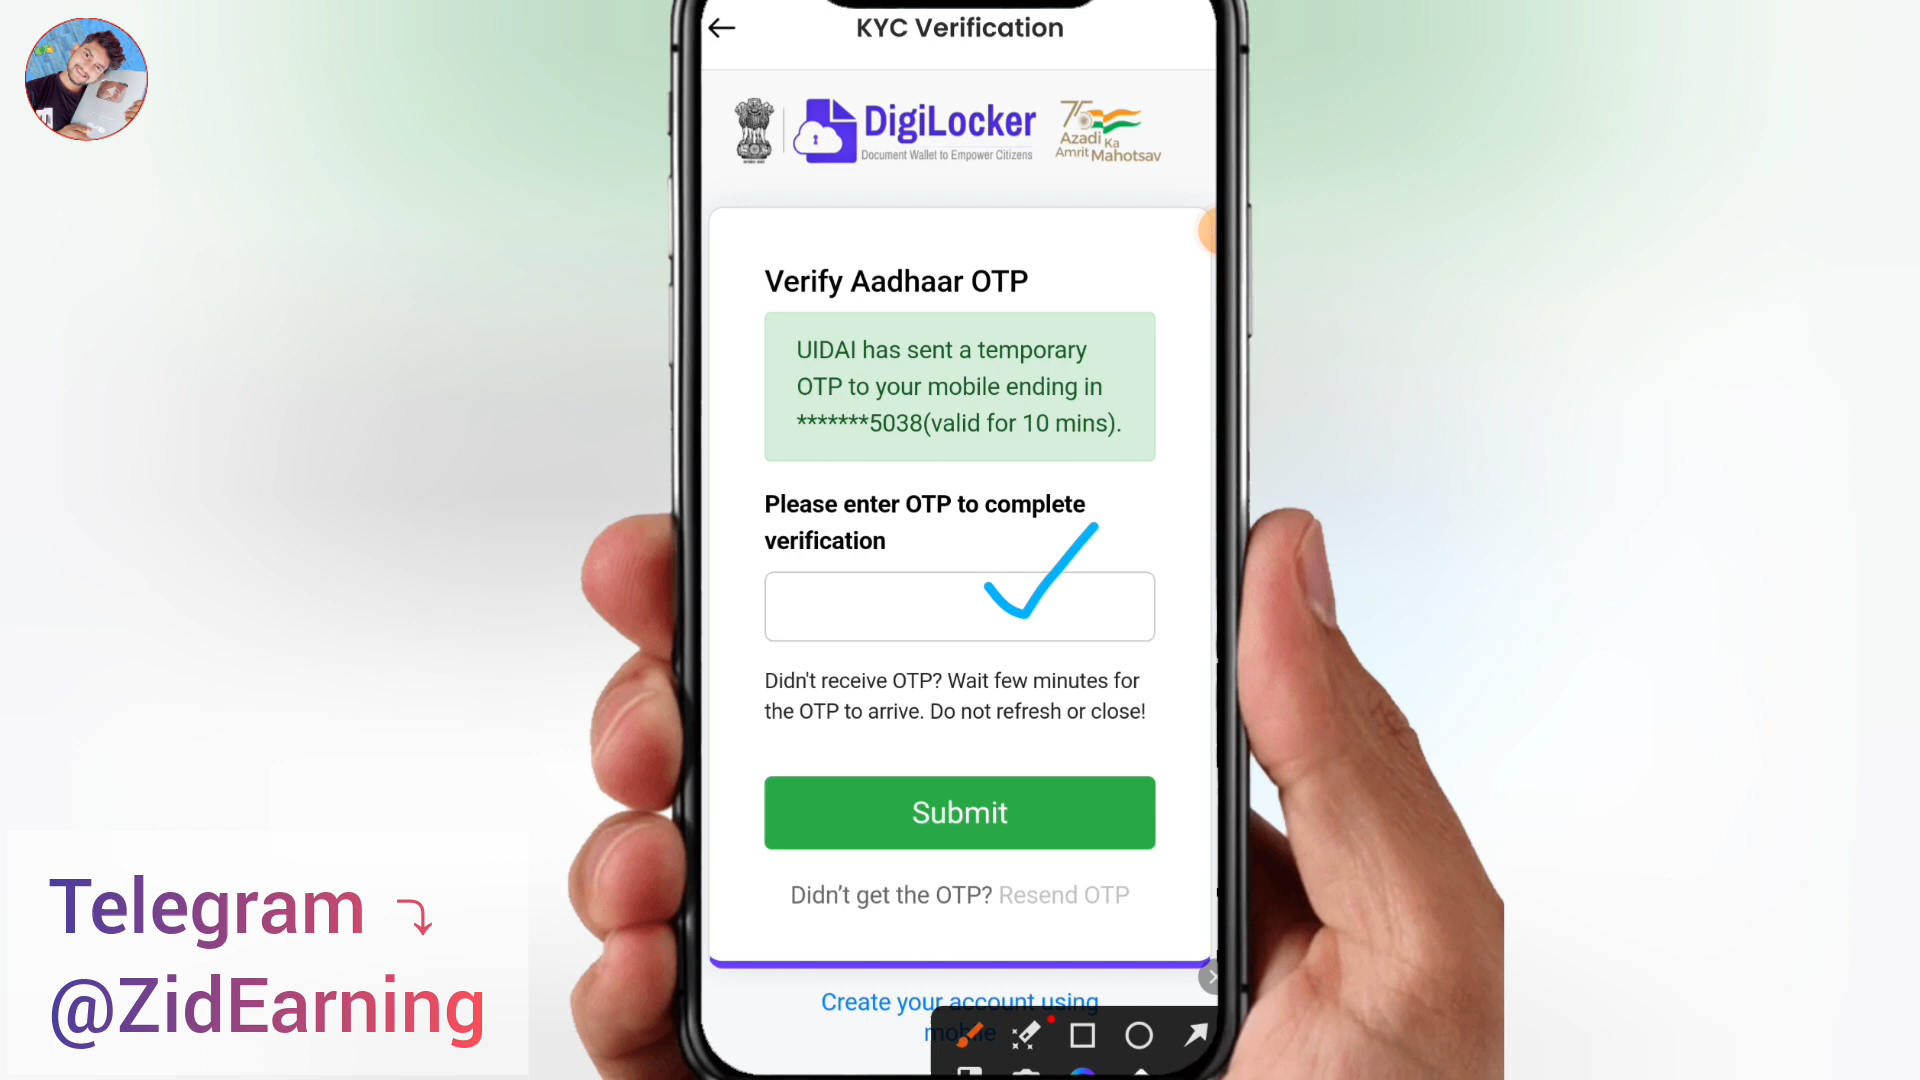 KYC Verification
DigiLocker
Document Wallet to Empower Citizens
75
Azadi Ka
Amrit Mahotsav
Verify Aadhaar OTP
UIDAI has sent a temporary
OTP to your mobile ending in
*******5038(valid for 10 mins).
Please enter OTP to complete
verification
Didn't receive OTP? Wait few minutes for
the OTP to arrive. Do not refresh or close!
Submit
Didn't get the OTP? Resend OTP
Create your account using
mobile
Telegram
@ZidEarning